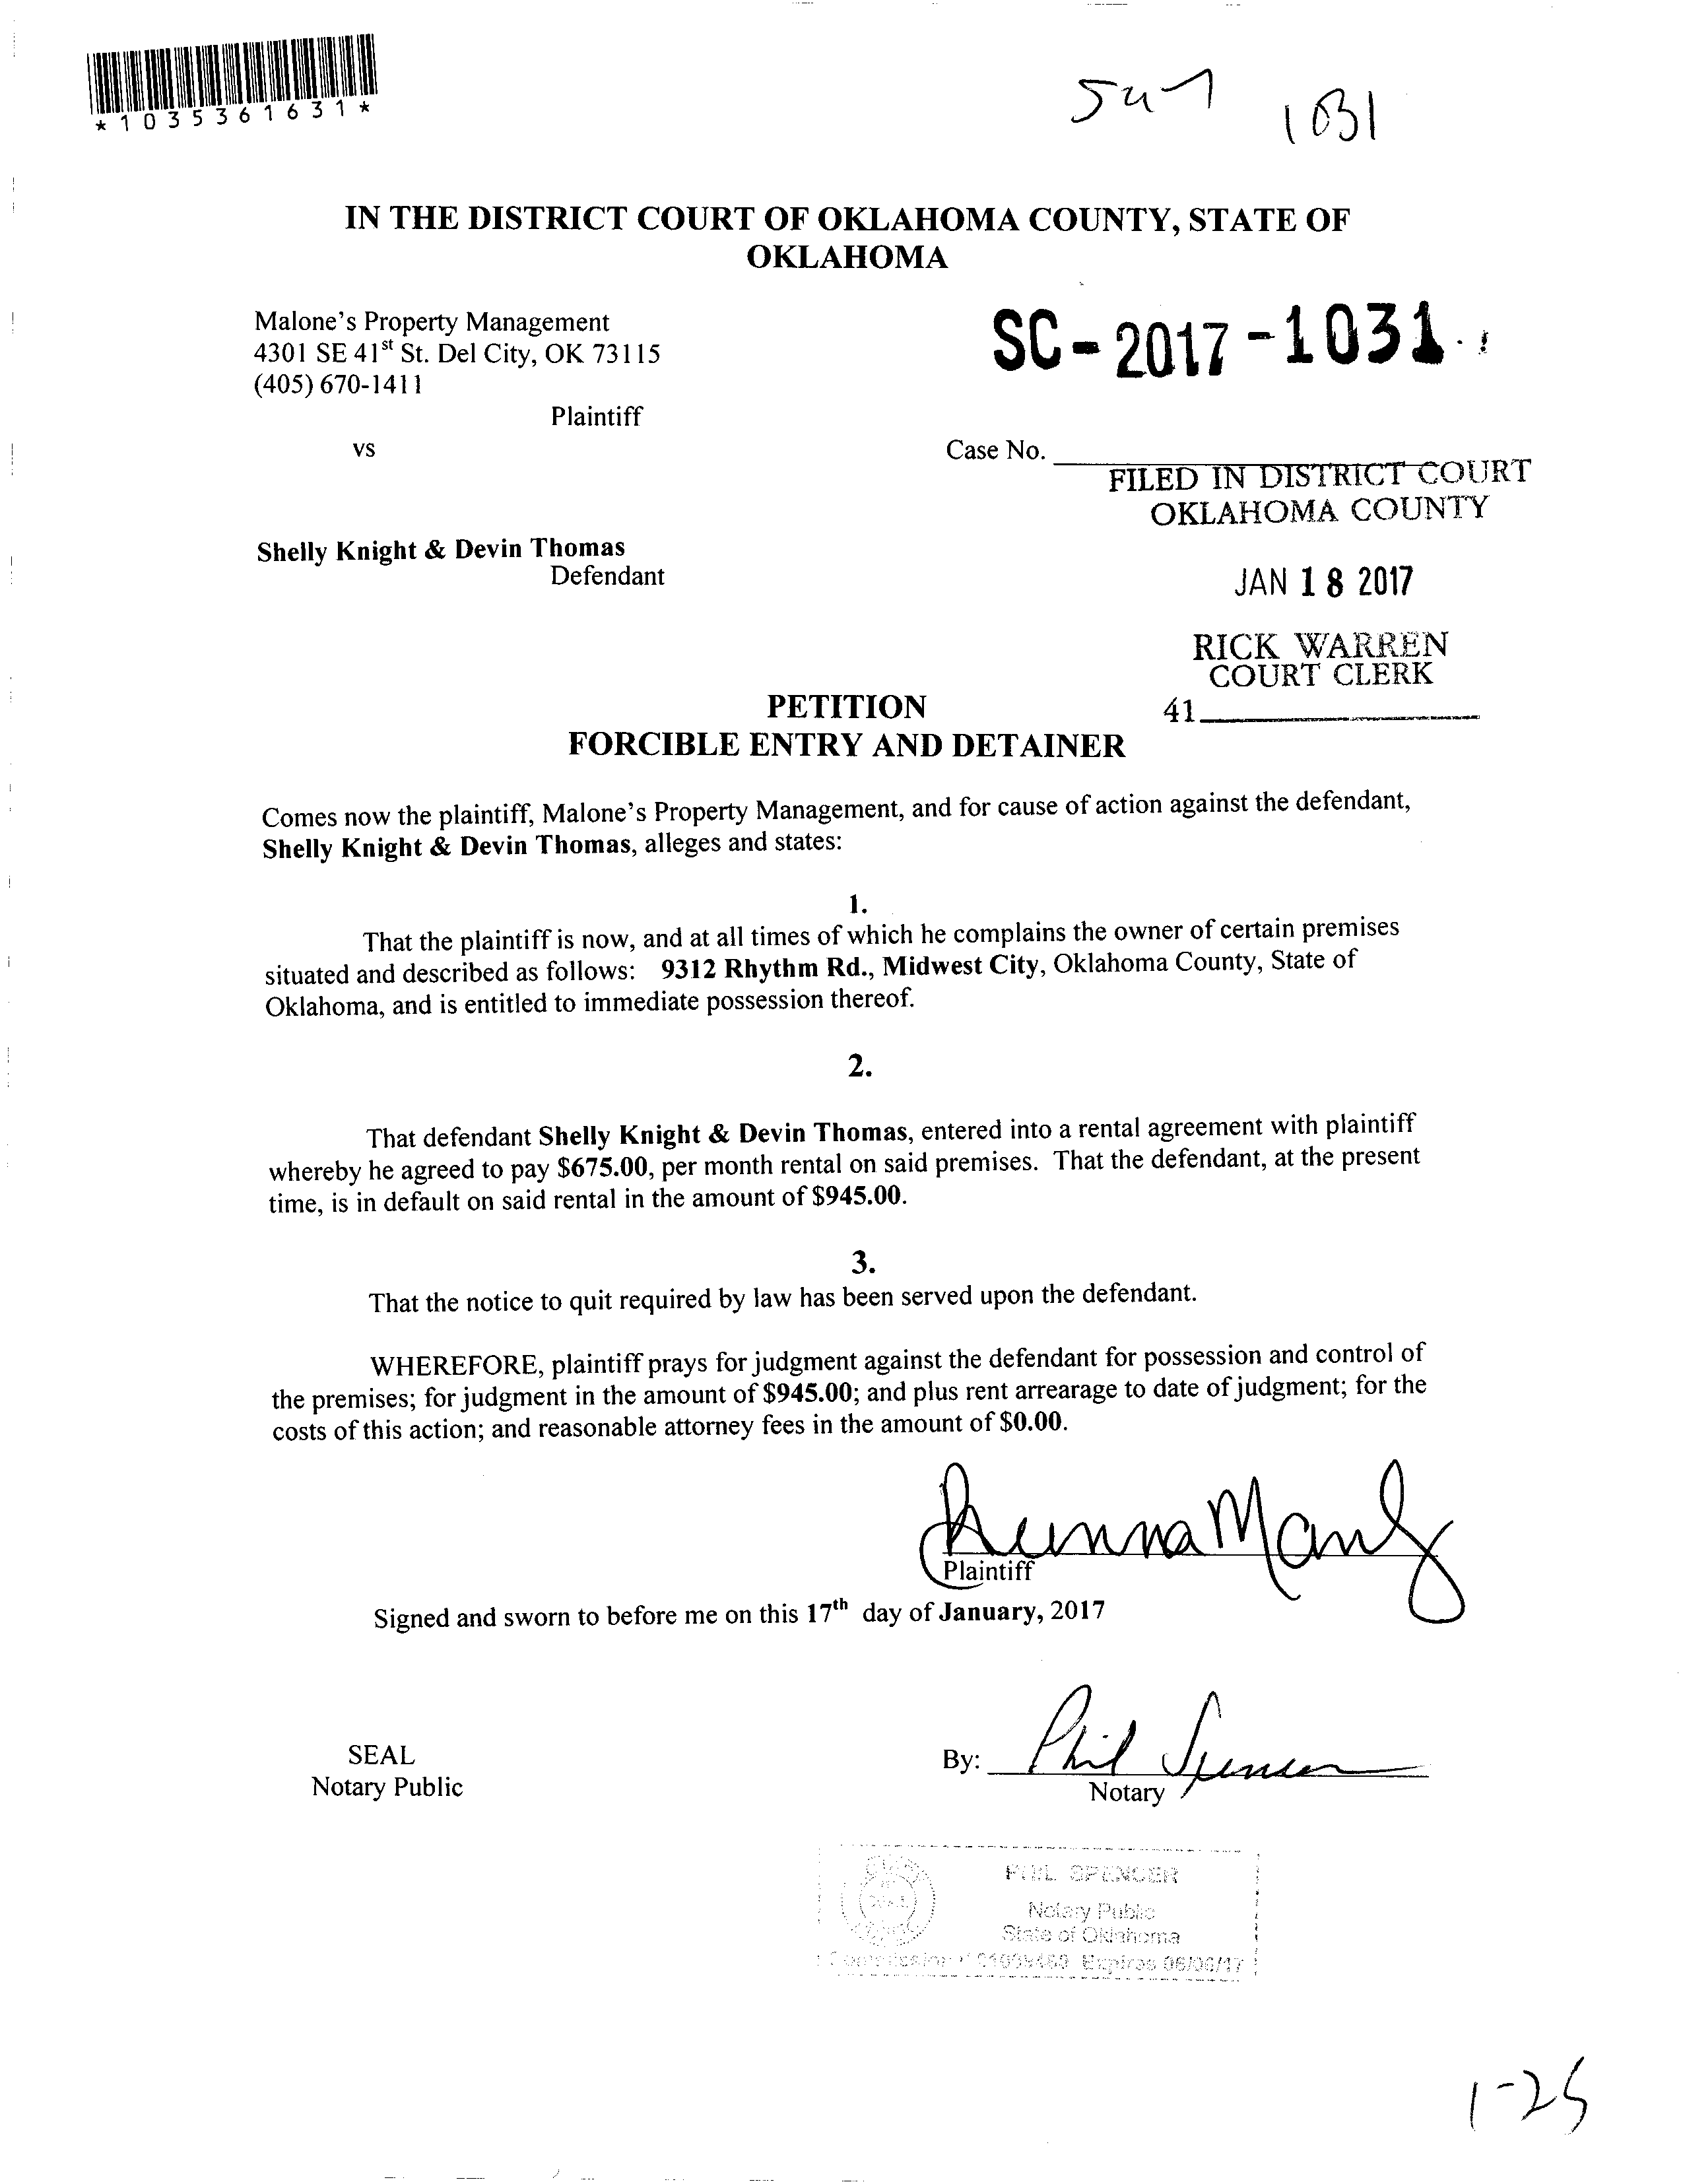 *1035361631*
1031
IN THE DISTRICT COURT OF OKLAHOMA COUNTY, STATE OF
OKLAHOMA
Malone's Property Management
4301 SE 41st St. Del City, OK 73115
(405) 670-1411
Plaintiff
vs
SC-2017-1031
Case No.
FILED IN DISTRICT COURT
OKLAHOMA COUNTY
Shelly Knight & Devin Thomas
Defendant
JAN 18 2017
RICK WARREN
COURT CLERK
41
PETITION
FORCIBLE ENTRY AND DETAINER
Comes now the plaintiff, Malone's Property Management, and for cause of action against the defendant,
Shelly Knight & Devin Thomas, alleges and states:
1.
That the plaintiff is now, and at all times of which he complains the owner of certain premises
situated and described as follows: 9312 Rhythm Rd., Midwest City, Oklahoma County, State of
Oklahoma, and is entitled to immediate possession thereof.
2.
That defendant Shelly Knight & Devin Thomas, entered into a rental agreement with plaintiff
whereby he agreed to pay $675.00, per month rental on said premises. That the defendant, at the present
time, is in default on said rental in the amount of $945.00.
3.
That the notice to quit required by law has been served upon the defendant.
WHEREFORE, plaintiff prays for judgment against the defendant for possession and control of
the premises; for judgment in the amount of $945.00; and plus rent arrearage to date of judgment; for the
costs of this action; and reasonable attorney fees in the amount of $0.00.
Plaintiff
Signed and sworn to before me on this 17th day of January, 2017
SEAL
Notary Public
By: Phil Spencer
Notary
PHIL SPENCER
Notary Public
State of Oklahoma
Expires 06/06/17
1-25